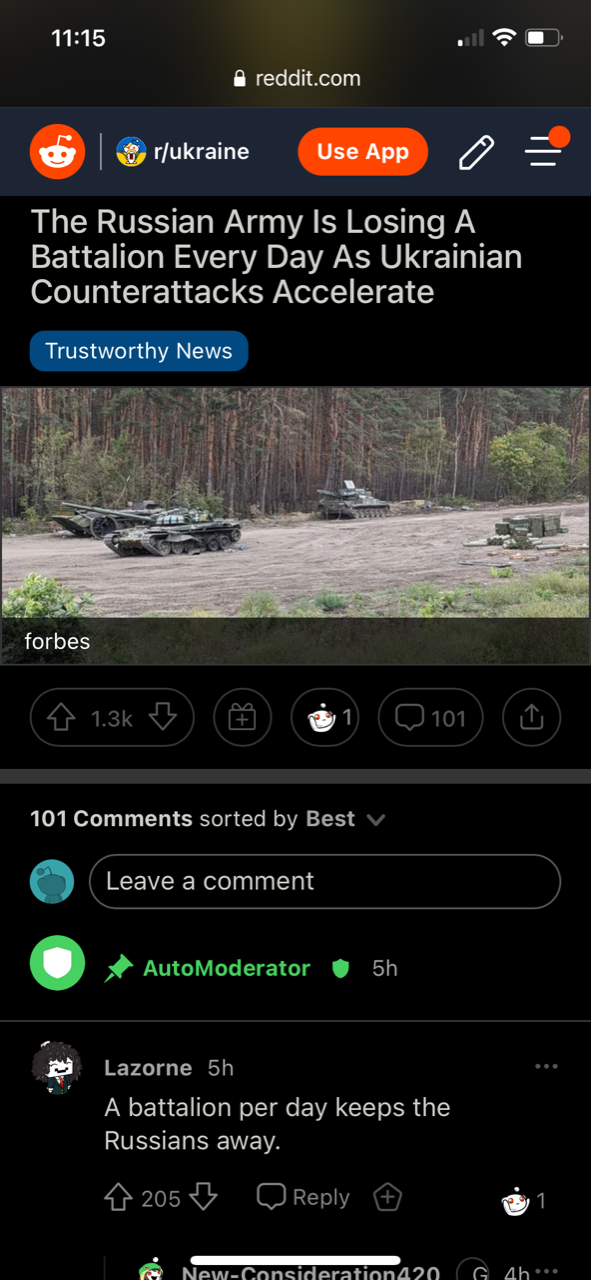 11:15
reddit.com
r/ukraine
Use App
The Russian Army Is Losing A
Battalion Every Day As Ukrainian
Counterattacks Accelerate
Trustworthy News
forbes
1.3k
1
101
101 Comments sorted by Best
Leave a comment
AutoModerator 5h
Lazorne 5h
A battalion per day keeps the
Russians away.
205 Reply 1
New-Consideration420 G 4h